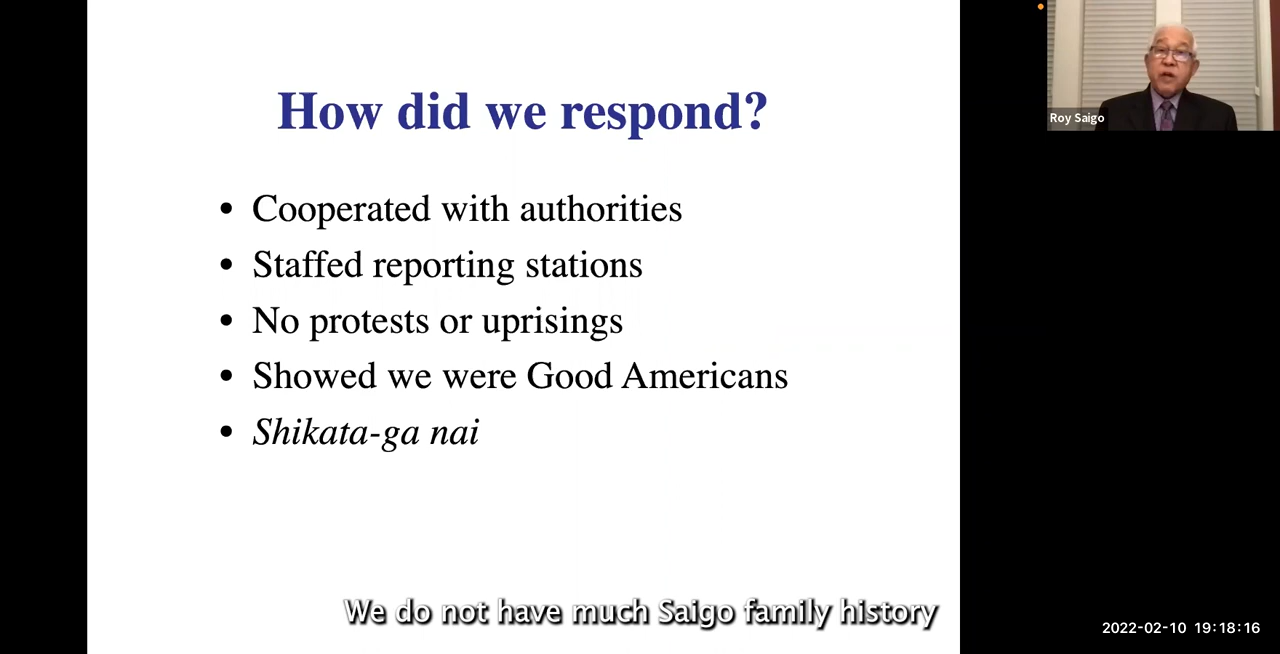 How did we respond?
• Cooperated with authorities
• Staffed reporting stations
• No protests or uprisings
• Showed we were Good Americans
• Shikata-ga nai
We do not have much Saigo family history
Roy Saigo
2022-02-10 19:18:16